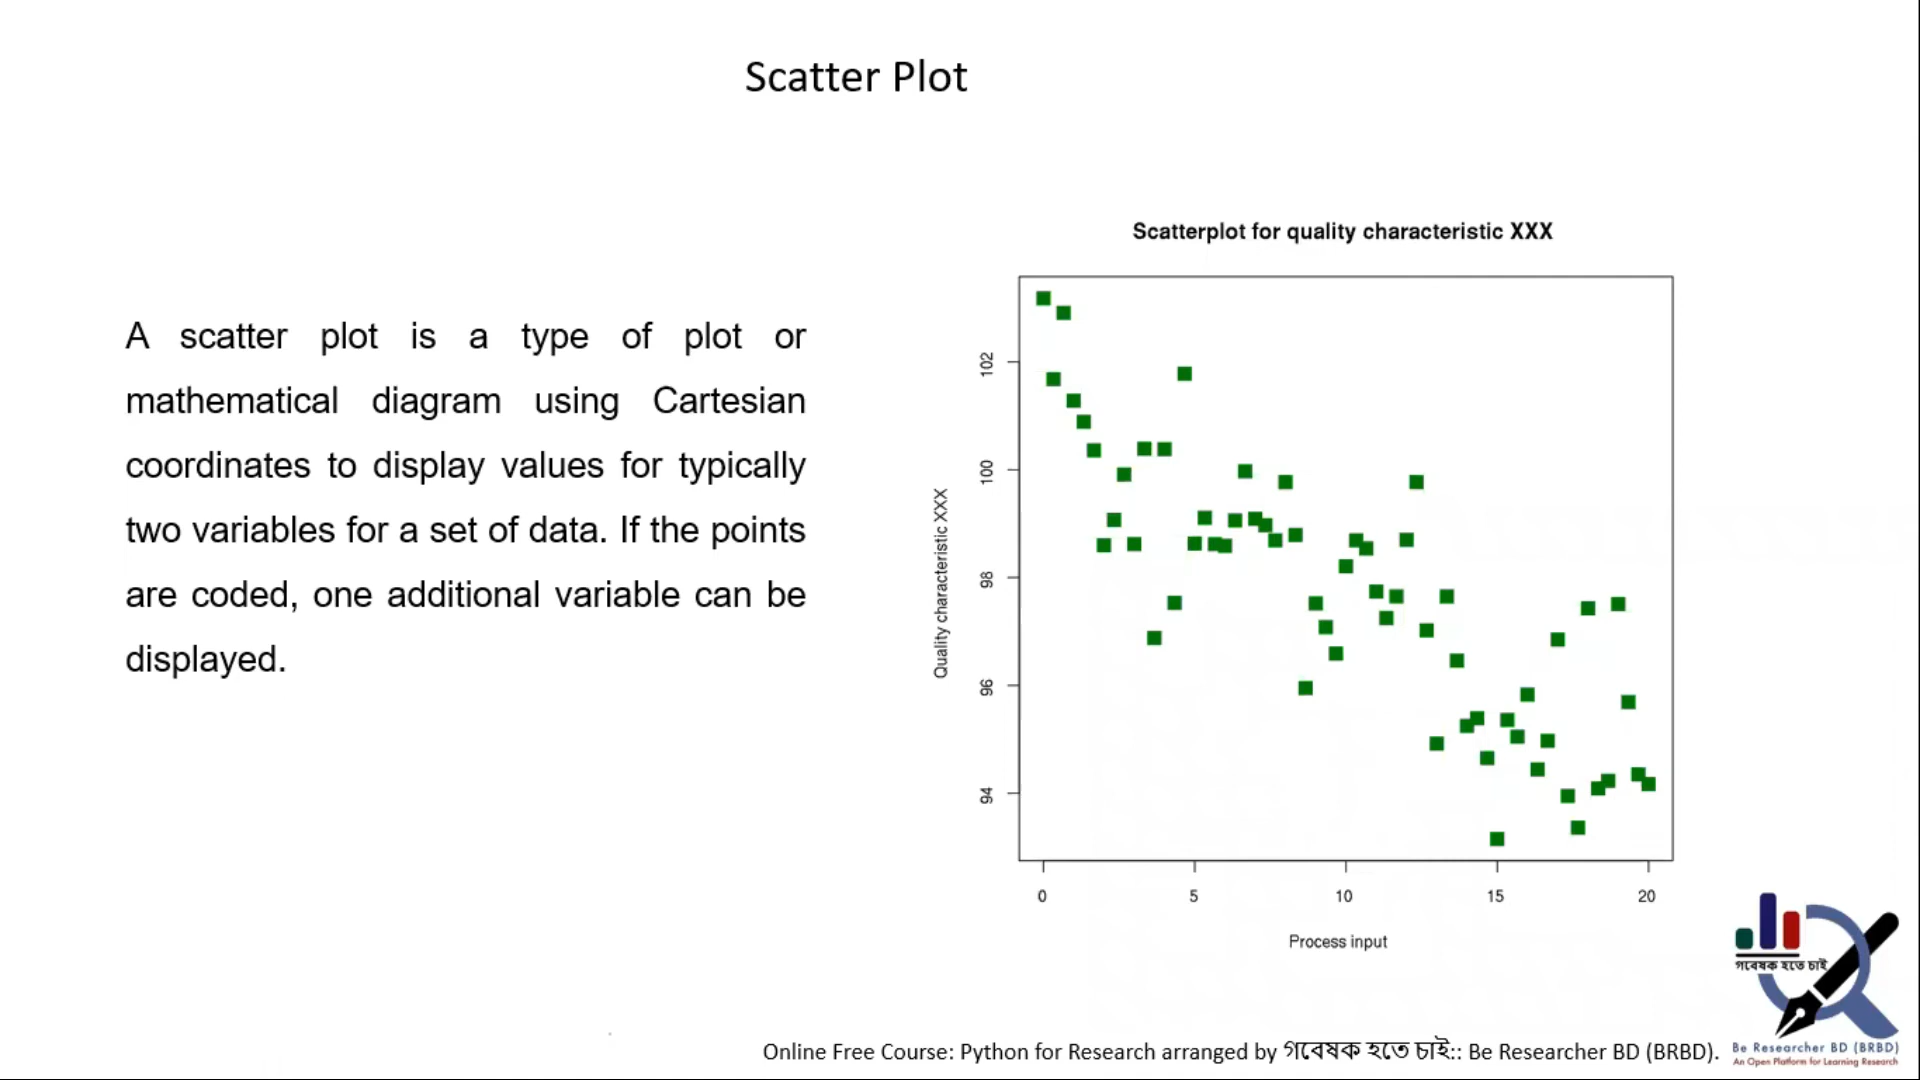 Scatter Plot
A scatter plot is a type of plot or
mathematical diagram using Cartesian
coordinates to display values for typically
two variables for a set of data. If the points
are coded, one additional variable can be
displayed.
Scatterplot for quality characteristic XXX
Quality characteristic XXX
102
100
98
96
94
0 5 10 15 20
Process input
গবেষক হতে চাই
Be Researcher BD (BRBD)
An Open Platform for Learning Research
Online Free Course: Python for Research arranged by গবেষক হতে চাই:: Be Researcher BD (BRBD).